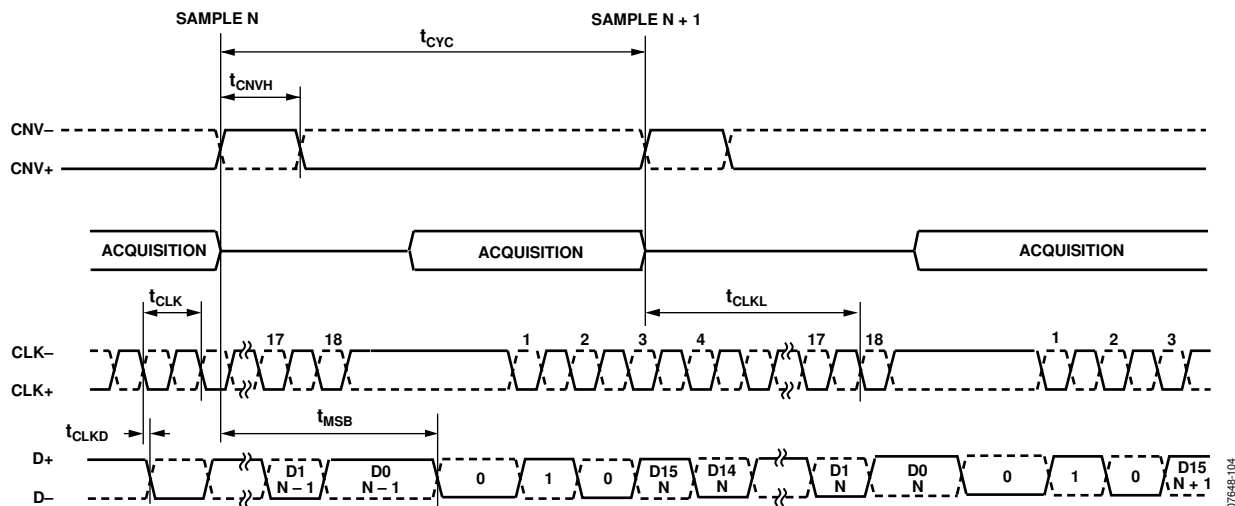 SAMPLE N SAMPLE N + 1
tCYC
tCNVH
CNV–
CNV+
ACQUISITION ACQUISITION ACQUISITION
tCLK tCLKL
17 18 1 2 3 4 17 18 1 2 3
CLK–
CLK+
tCLKD tMSB
D+
D–
D1 N – 1 D0 N – 1 0 1 0 D15 N D14 N D1 N D0 N 0 1 0 D15 N + 1
07648-104